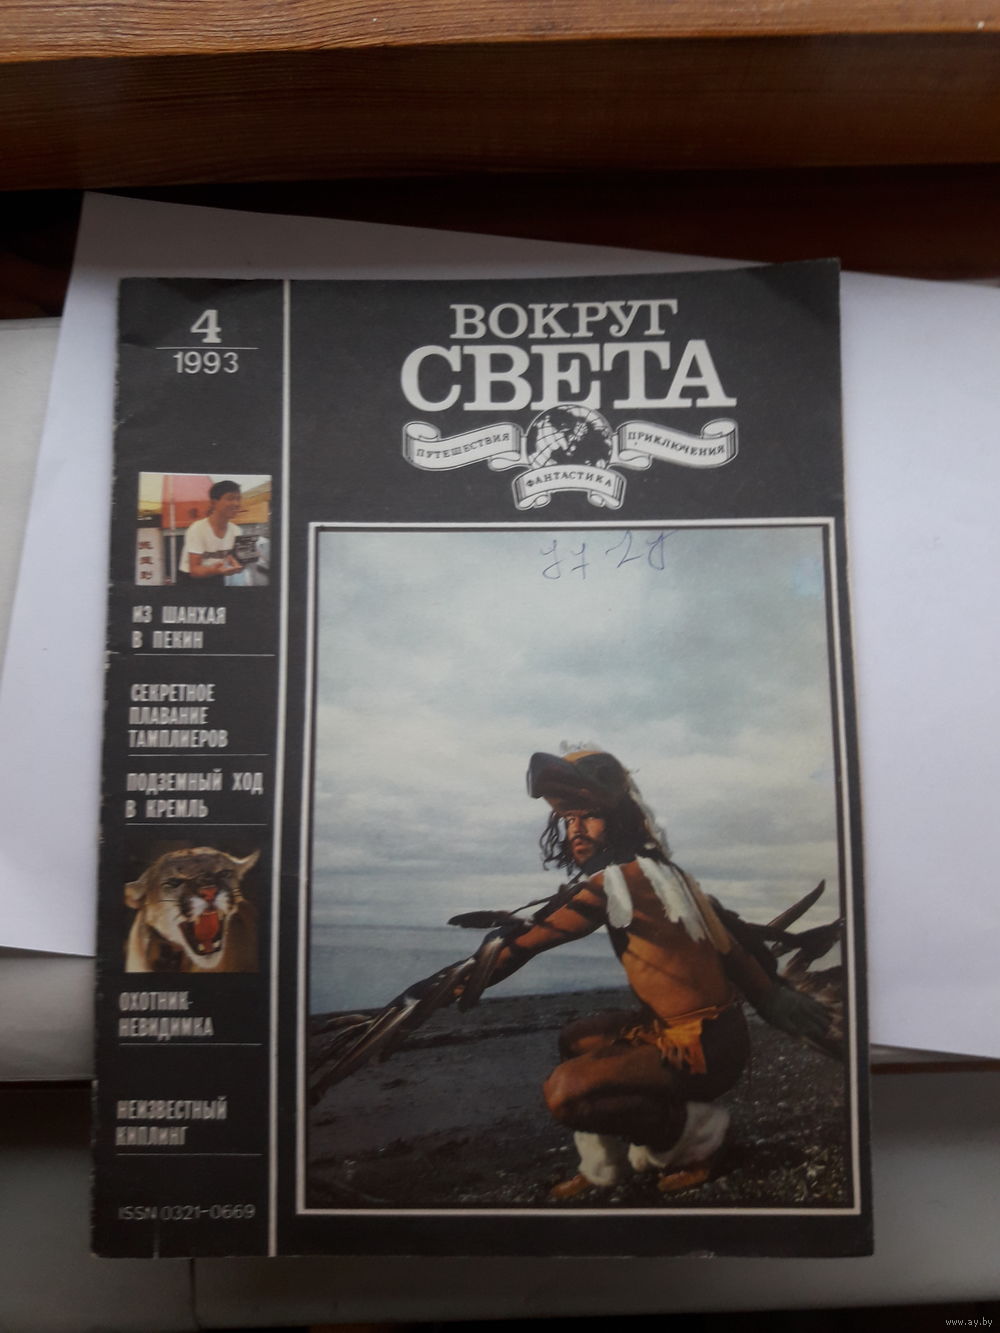 4
1993
ВОКРУГ
СВЕТА
ПУТЕШЕСТВИЯ
ПРИКЛЮЧЕНИЯ
ФАНТАСТИКА
ИЗ ШАНХАЯ
В ПЕКИН
СЕКРЕТНОЕ
ПЛАВАНИЕ
ТАМПЛИЕРОВ
ПОДЗЕМНЫЙ ХОД
В КРЕМЛЬ
ОХОТНИК-
НЕВИДИМКА
НЕИЗВЕСТНЫЙ
КИПЛИНГ
ISSN 0321-0669
www.ay.by